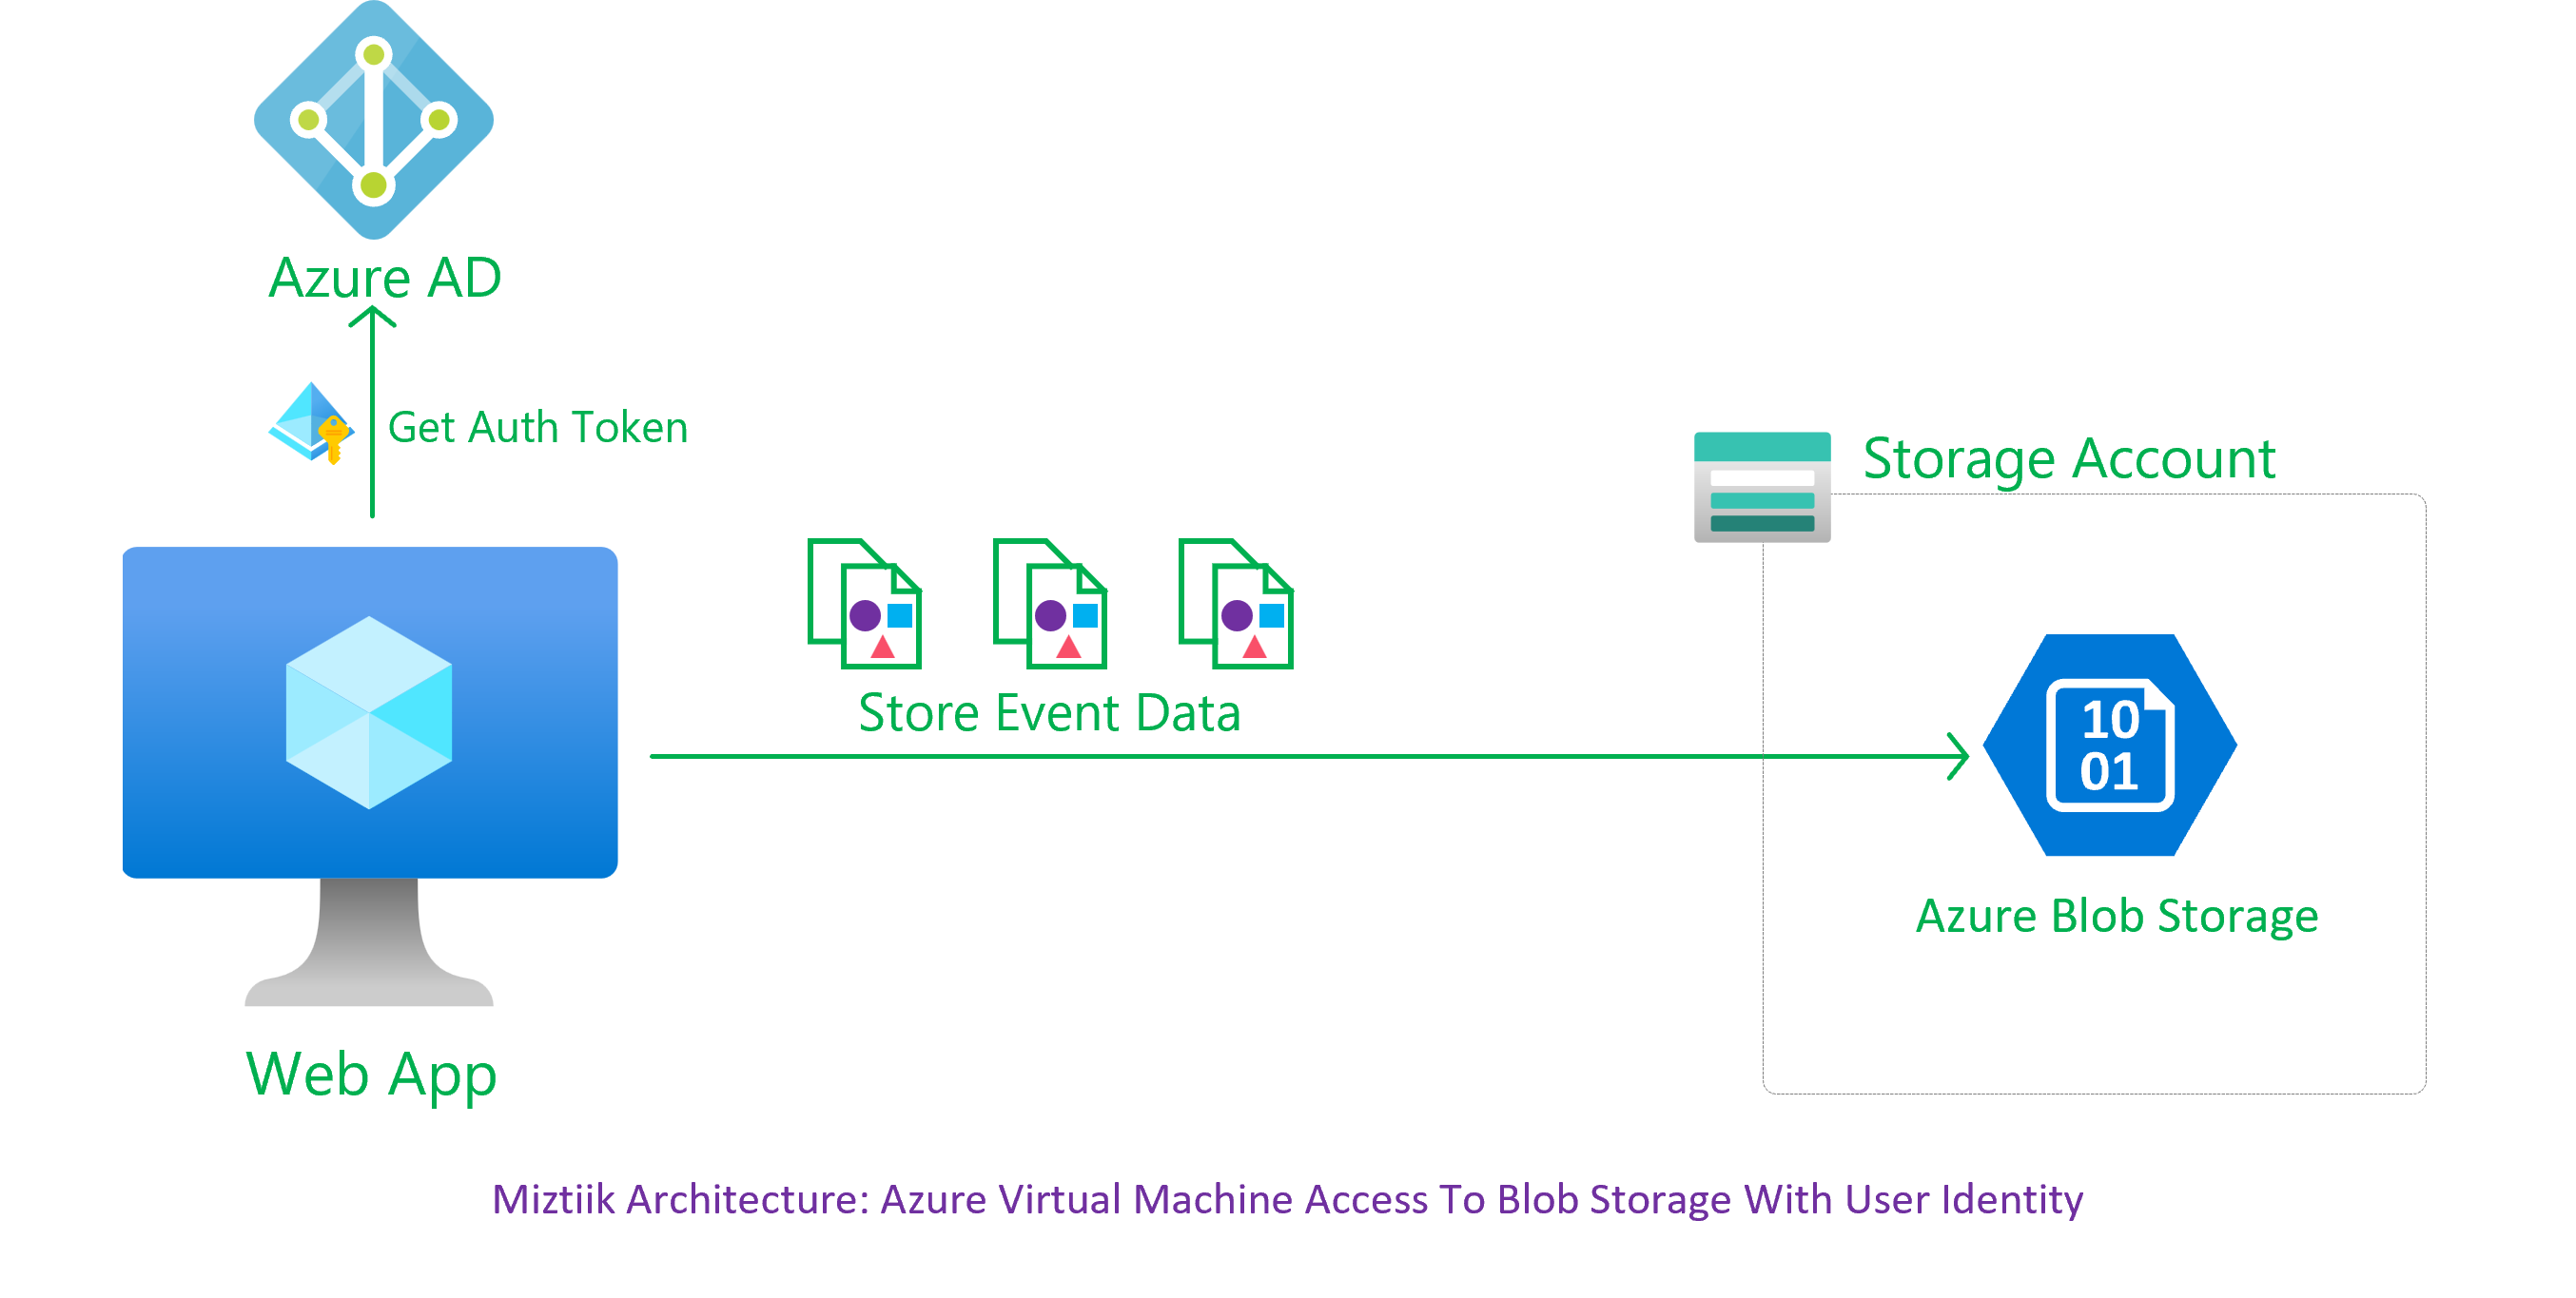 Azure AD
Get Auth Token
Storage Account
Store Event Data
10
01
Azure Blob Storage
Web App
Miztiik Architecture: Azure Virtual Machine Access To Blob Storage With User Identity